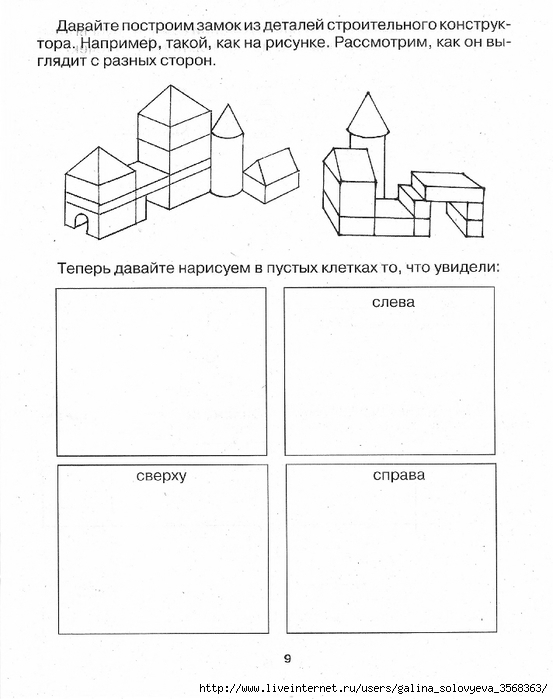 Давайте построим замок из деталей строительного конструк-
тора. Например, такой, как на рисунке. Рассмотрим, как он вы-
глядит с разных сторон.
Теперь давайте нарисуем в пустых клетках то, что увидели:
слева
сверху
справа
9
http://www.liveinternet.ru/users/galina_solovyeva_3568363/